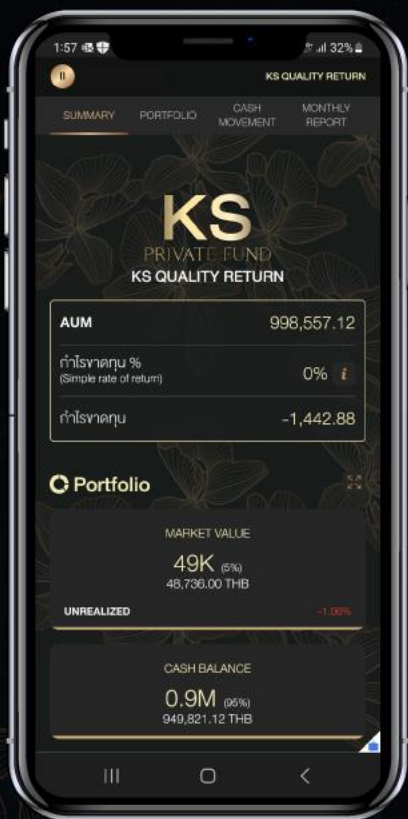 1:57
32%
KS QUALITY RETURN
SUMMARY
PORTFOLIO
CASH MOVEMENT
MONTHLY REPORT
KS
PRIVATE FUND
KS QUALITY RETURN
AUM 998,557.12
กำไรขาดทุน %
(Simple rate of return) 0% i
กำไรขาดทุน -1,442.88
Portfolio
MARKET VALUE
49K (5%)
48,736.00 THB
UNREALIZED -1.06%
CASH BALANCE
0.9M (95%)
949,821.12 THB